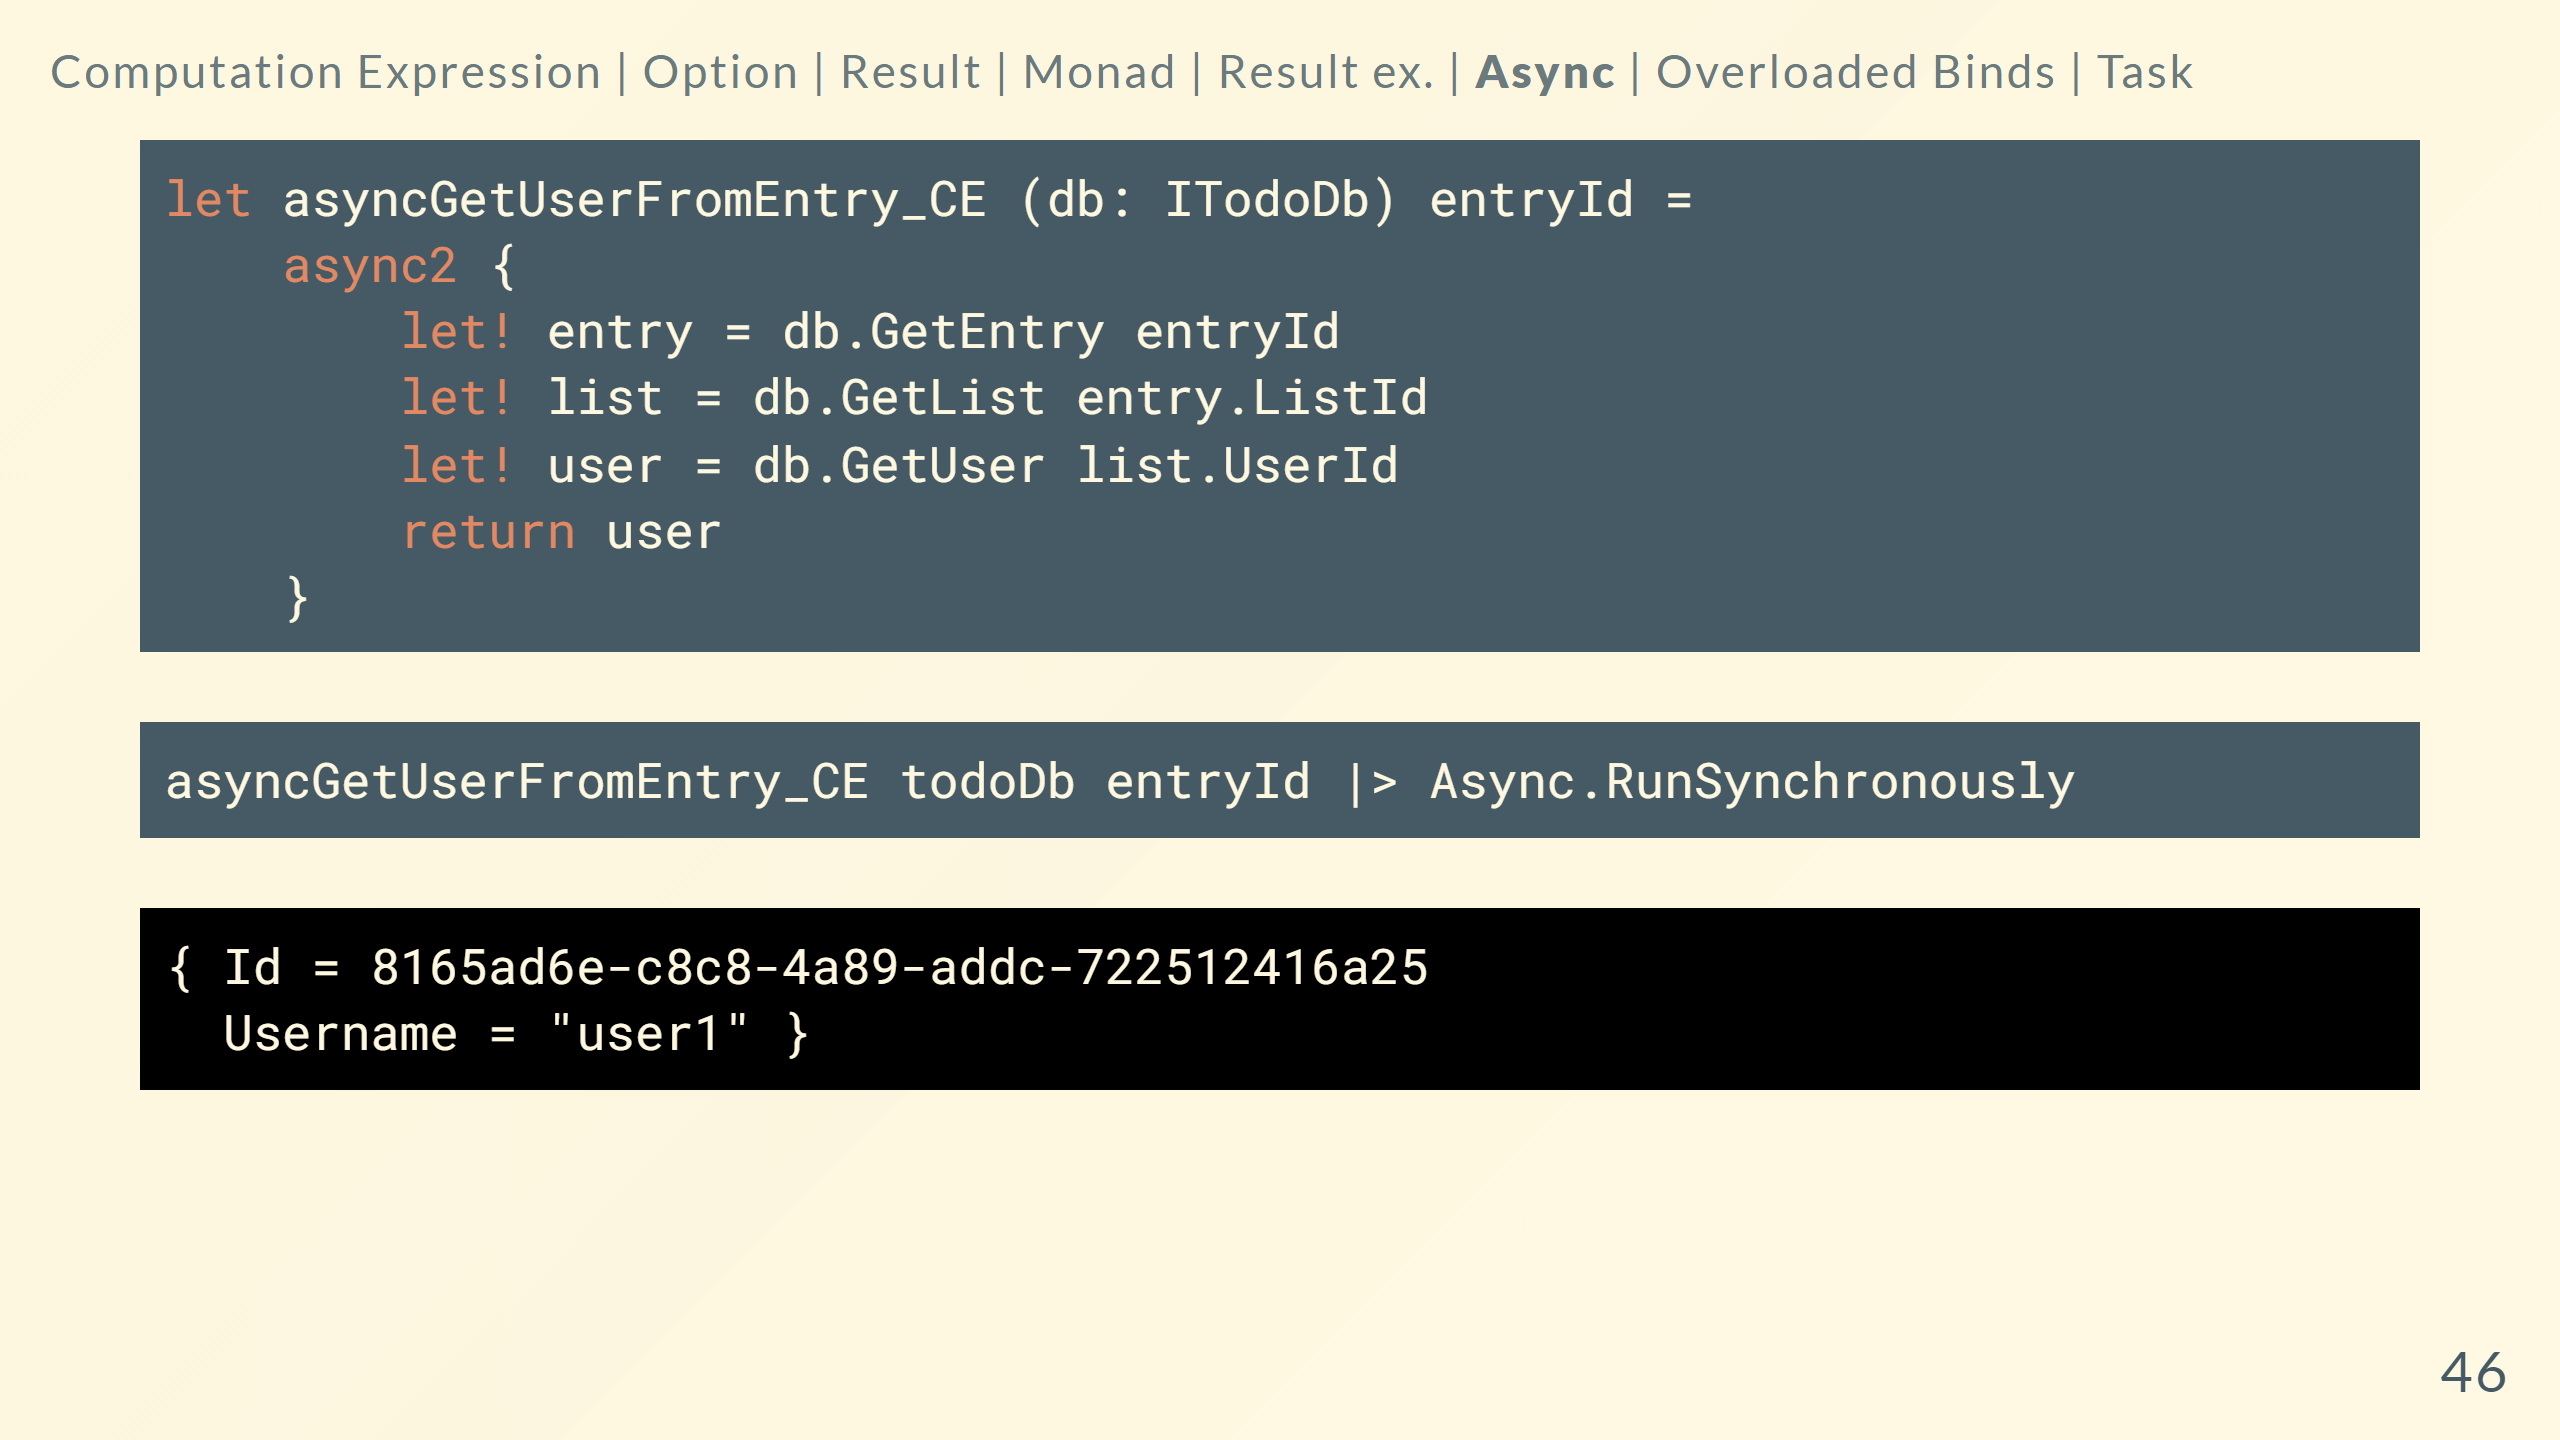 Computation Expression | Option | Result | Monad | Result ex. | Async | Overloaded Binds | Task
let asyncGetUserFromEntry_CE (db: ITodoDb) entryId =
    async2 {
        let! entry = db.GetEntry entryId
        let! list = db.GetList entry.ListId
        let! user = db.GetUser list.UserId
        return user
    }
asyncGetUserFromEntry_CE todoDb entryId |> Async.RunSynchronously
{ Id = 8165ad6e-c8c8-4a89-addc-722512416a25
  Username = "user1" }
46